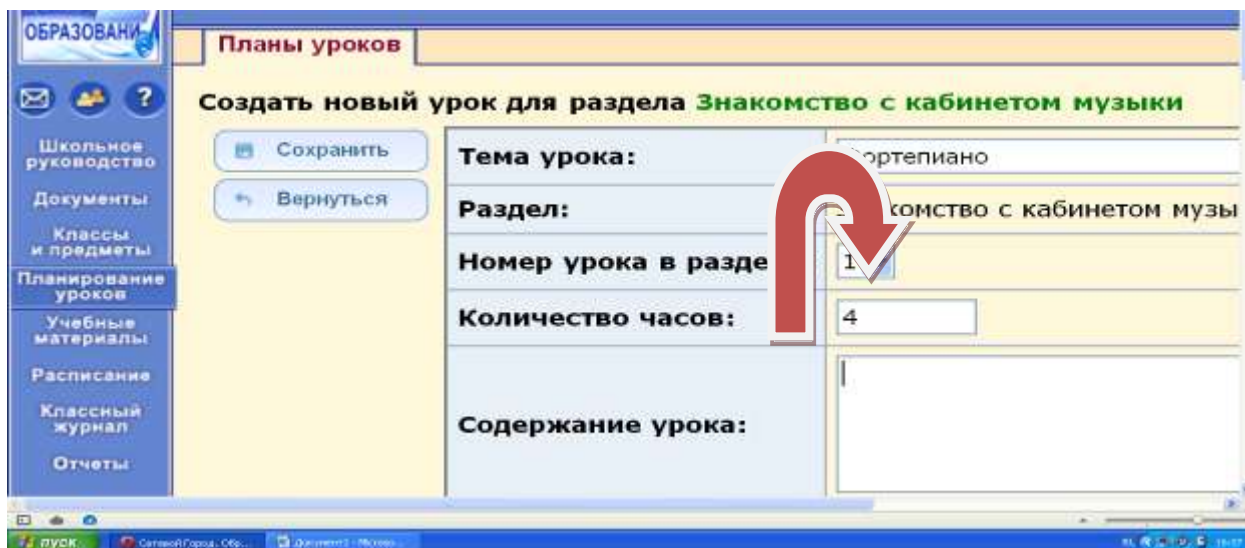 ОБРАЗОВАНИ
Планы уроков
Создать новый урок для раздела Знакомство с кабинетом музыки
Школьное
руководство
Документы
Классы
и предметы
Планирование
уроков
Учебные
материалы
Расписание
Классный
журнал
Отчеты
Сохранить
Вернуться
Тема урока:
ортепиано
Раздел:
комство с кабинетом музы
Номер урока в разде
1
Количество часов:
4
Содержание урока:
пуск